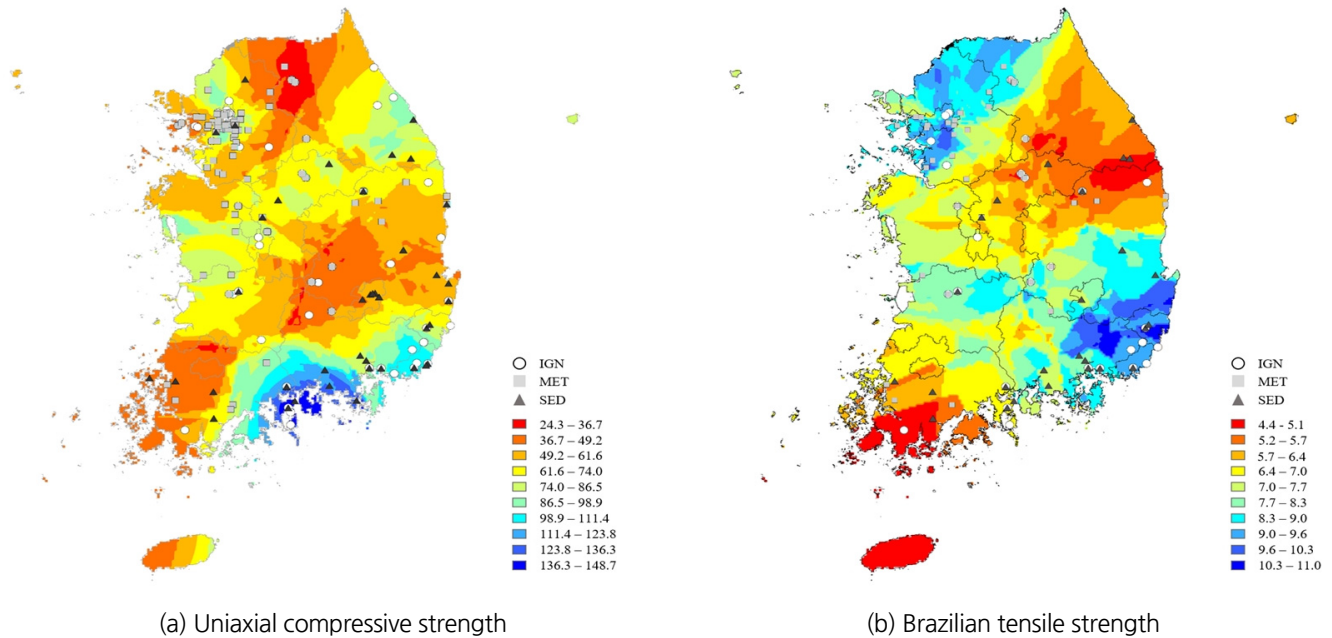 IGN
MET
SED
24.3 – 36.7
36.7 – 49.2
49.2 – 61.6
61.6 – 74.0
74.0 – 86.5
86.5 – 98.9
98.9 – 111.4
111.4 – 123.8
123.8 – 136.3
136.3 – 148.7
(a) Uniaxial compressive strength
IGN
MET
SED
4.4 - 5.1
5.2 – 5.7
5.7 – 6.4
6.4 – 7.0
7.0 – 7.7
7.7 – 8.3
8.3 – 9.0
9.0 – 9.6
9.6 – 10.3
10.3 – 11.0
(b) Brazilian tensile strength